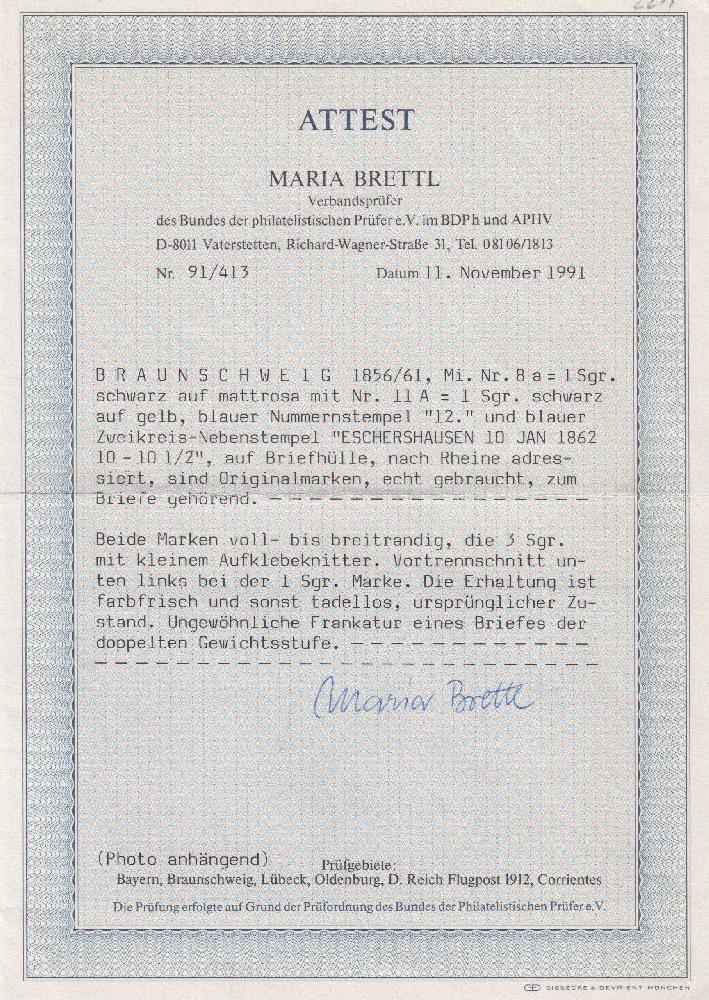 ATTEST
MARIA BRETTL
Verbandsprüfer
des Bundes der philatelistischen Prüfer e.V. im BDPh und APHV
D-8011 Vaterstetten, Richard-Wagner-Straße 31, Tel. 08106/1813
Nr. 91/413 Datum 11. November 1991
B R A U N S C H W E I G 1856/61, Mi. Nr. 8 a = 1 Sgr.
schwarz auf mattrosa mit Nr. 11 A = 1 Sgr. schwarz
auf gelb, blauer Nummernstempel "12." und blauer
Zweikreis-Nebenstempel "ESCHERSHAUSEN 10 JAN 1862
10 - 10 1/2", auf Briefhülle, nach Rheine adres-
siert, sind Originalmarken, echt gebraucht, zum
Briefe gehörend. - - - - - - - - - - - - - - - -
Beide Marken voll- bis breitrandig, die 3 Sgr.
mit kleinem Aufklebeknitter. Vortrennschnitt un-
ten links bei der 1 Sgr. Marke. Die Erhaltung ist
farbfrisch und sonst tadellos, ursprünglicher Zu-
stand. Ungewöhnliche Frankatur eines Briefes der
doppelten Gewichtsstufe. - - - - - - - - - - - -
- - - - - - - - - - - - - - - - - - - - - - - - -
Maria Brettl
(Photo anhängend) Prüfgebiete:
Bayern, Braunschweig, Lübeck, Oldenburg, D. Reich Flugpost 1912, Corrientes
Die Prüfung erfolgte auf Grund der Prüfordnung des Bundes der Philatelistischen Prüfer e.V.
GIESECKE & DEVRIENT MÜNCHEN